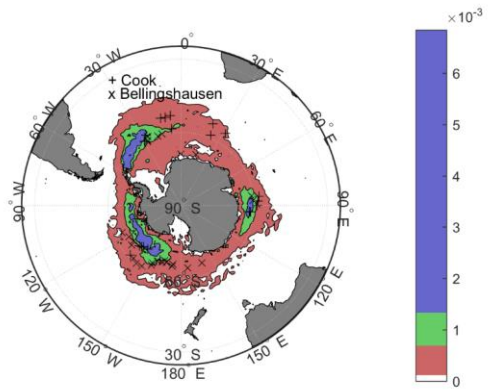 ×10⁻³
0°
30° W
30° E
+ Cook
x Bellingshausen
60° W
60° E
6
5
4
90° W
90° S
90° E
3
2
120° W
120° E
1
66° S
150° W
150° E
30° S
180° E
0